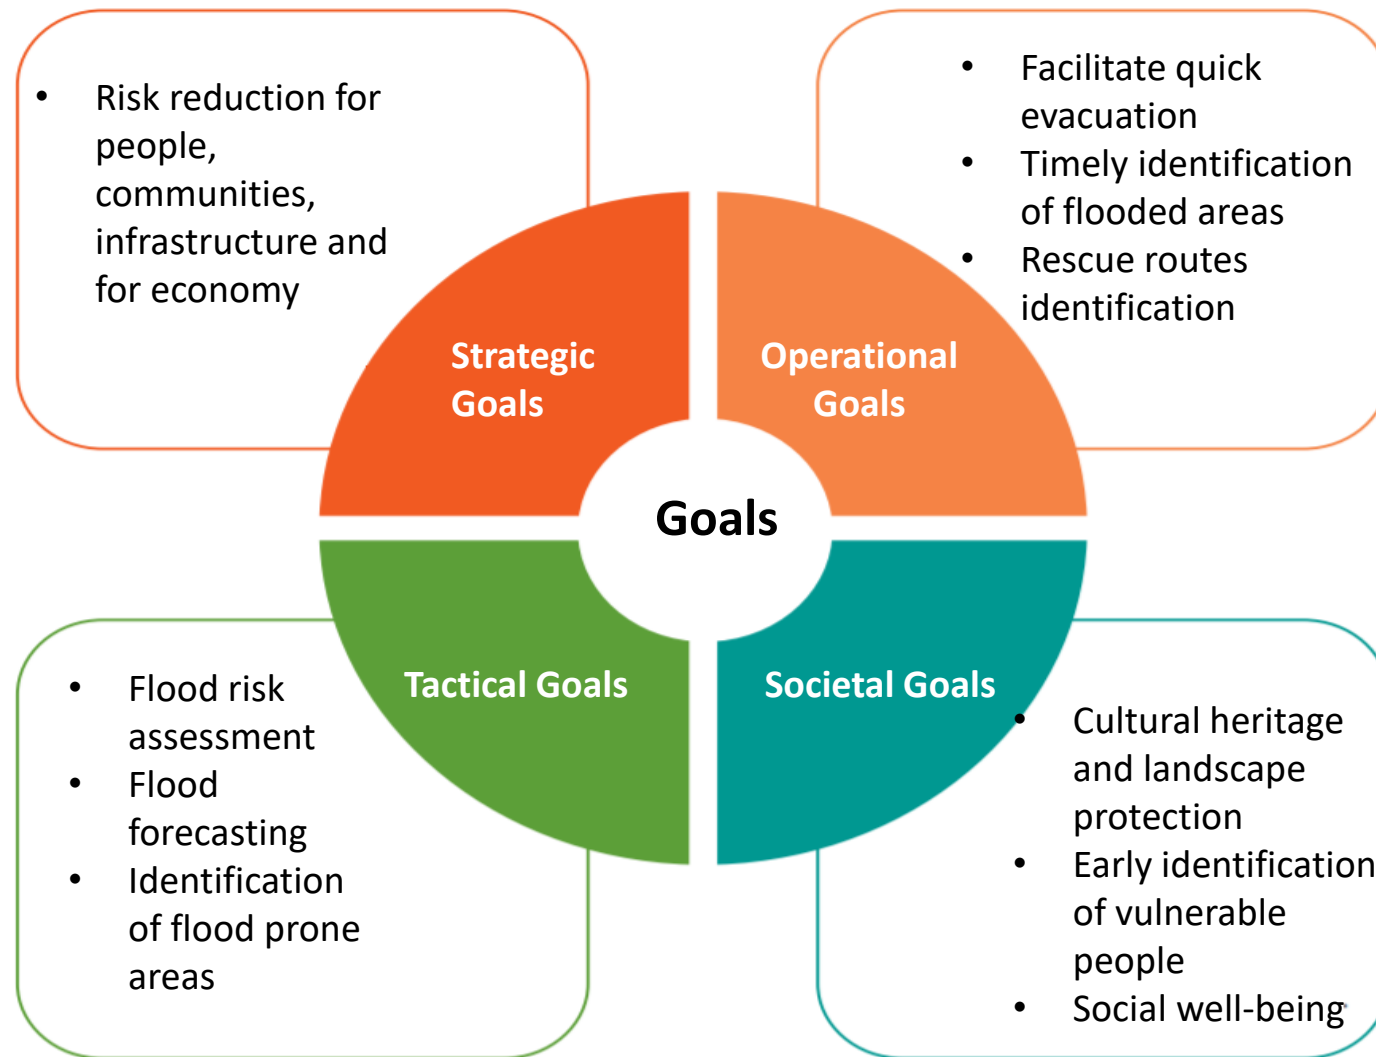 • Risk reduction for
people,
communities,
infrastructure and
for economy
• Facilitate quick
evacuation
• Timely identification
of flooded areas
• Rescue routes
identification
Strategic
Goals
Operational
Goals
Goals
Tactical Goals
Societal Goals
• Flood risk
assessment
• Flood
forecasting
• Identification
of flood prone
areas
• Cultural heritage
and landscape
protection
• Early identification
of vulnerable
people
• Social well-being